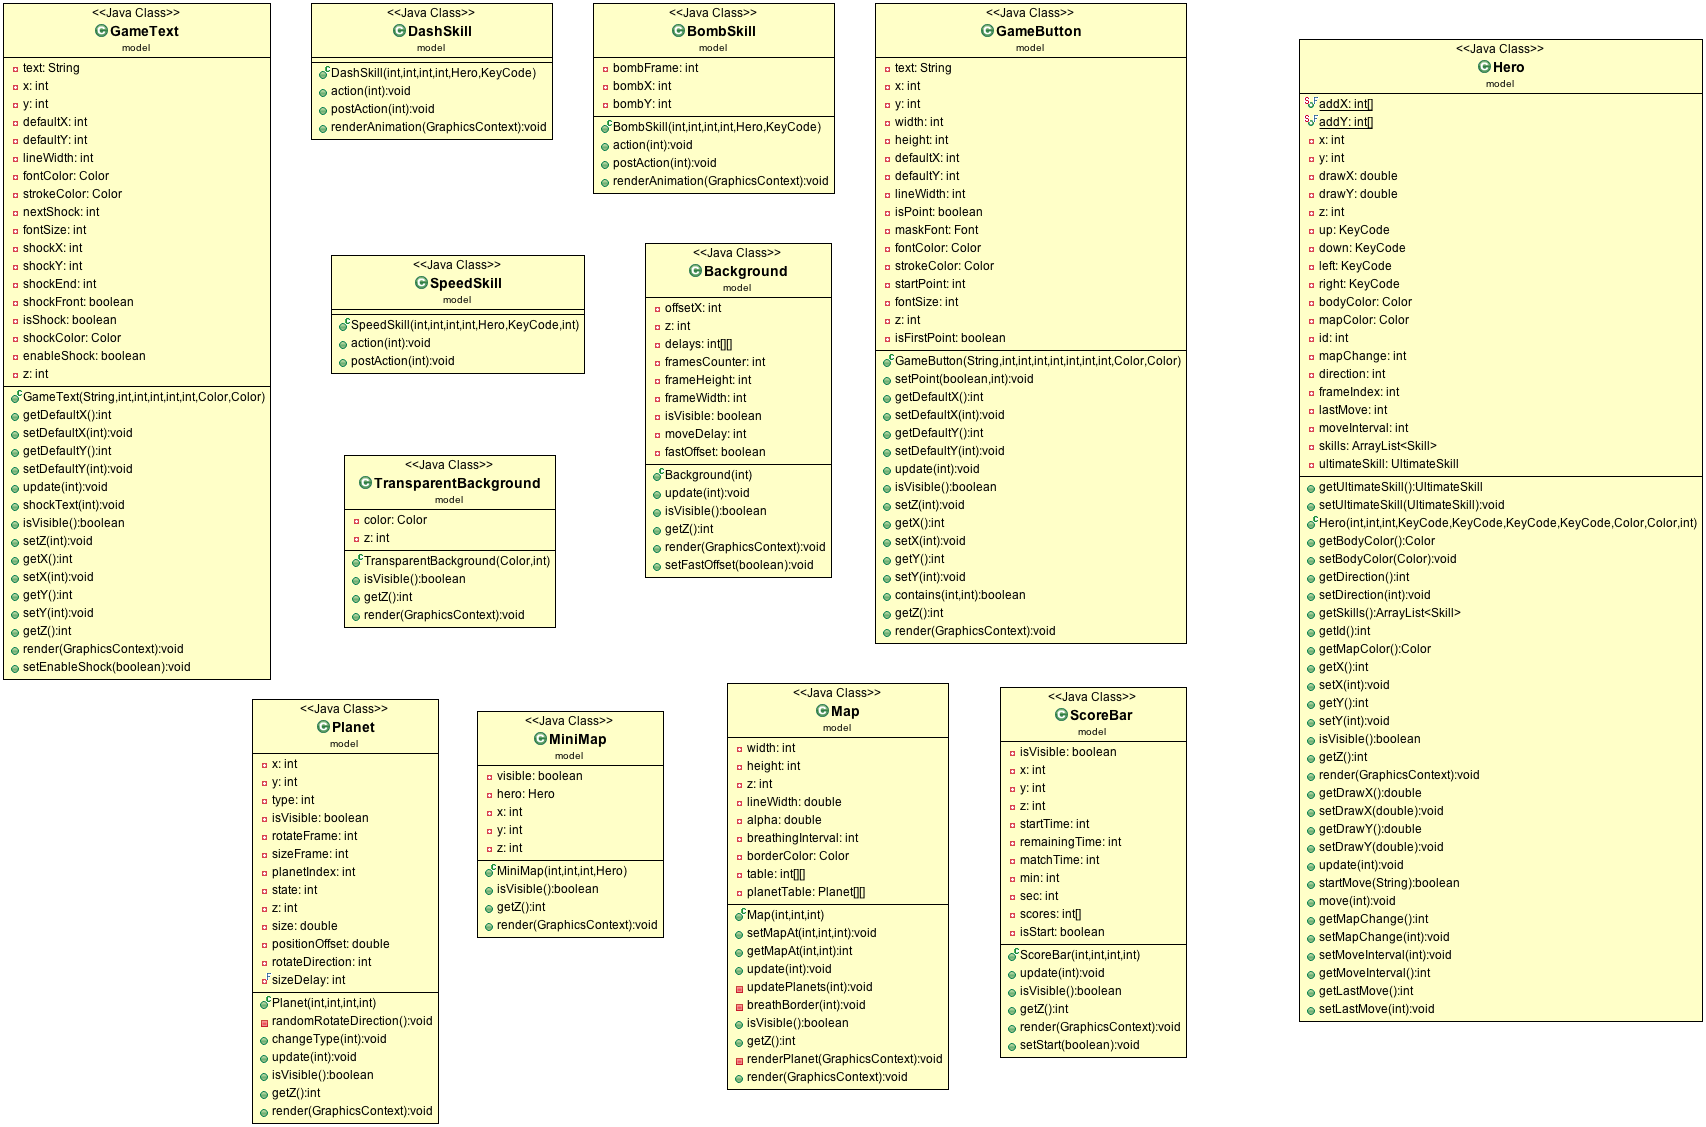 <<Java Class>>
GameText
model
text: String
x: int
y: int
defaultX: int
defaultY: int
lineWidth: int
fontColor: Color
strokeColor: Color
nextShock: int
fontSize: int
shockX: int
shockY: int
shockEnd: int
shockFront: boolean
isShock: boolean
shockColor: Color
enableShock: boolean
z: int
GameText(String,int,int,int,int,int,Color,Color)
getDefaultX():int
setDefaultX(int):void
getDefaultY():int
setDefaultY(int):void
update(int):void
shockText(int):void
isVisible():boolean
setZ(int):void
getX():int
setX(int):void
getY():int
setY(int):void
getZ():int
render(GraphicsContext):void
setEnableShock(boolean):void
<<Java Class>>
DashSkill
model
DashSkill(int,int,int,int,Hero,KeyCode)
action(int):void
postAction(int):void
renderAnimation(GraphicsContext):void
<<Java Class>>
BombSkill
model
bombFrame: int
bombX: int
bombY: int
BombSkill(int,int,int,int,Hero,KeyCode)
action(int):void
postAction(int):void
renderAnimation(GraphicsContext):void
<<Java Class>>
GameButton
model
text: String
x: int
y: int
width: int
height: int
defaultX: int
defaultY: int
lineWidth: int
isPoint: boolean
maskFont: Font
fontColor: Color
strokeColor: Color
startPoint: int
fontSize: int
z: int
isFirstPoint: boolean
GameButton(String,int,int,int,int,int,int,int,Color,Color)
setPoint(boolean,int):void
getDefaultX():int
setDefaultX(int):void
getDefaultY():int
setDefaultY(int):void
update(int):void
isVisible():boolean
setZ(int):void
getX():int
setX(int):void
getY():int
setY(int):void
contains(int,int):boolean
getZ():int
render(GraphicsContext):void
<<Java Class>>
Hero
model
addX: int[]
addY: int[]
x: int
y: int
drawX: double
drawY: double
z: int
up: KeyCode
down: KeyCode
left: KeyCode
right: KeyCode
bodyColor: Color
mapColor: Color
id: int
mapChange: int
direction: int
frameIndex: int
lastMove: int
moveInterval: int
skills: ArrayList<Skill>
ultimateSkill: UltimateSkill
getUltimateSkill():UltimateSkill
setUltimateSkill(UltimateSkill):void
Hero(int,int,int,KeyCode,KeyCode,KeyCode,KeyCode,Color,Color,int)
getBodyColor():Color
setBodyColor(Color):void
getDirection():int
setDirection(int):void
getSkills():ArrayList<Skill>
getId():int
getMapColor():Color
getX():int
setX(int):void
getY():int
setY(int):void
isVisible():boolean
getZ():int
render(GraphicsContext):void
getDrawX():double
setDrawX(double):void
getDrawY():double
setDrawY(double):void
update(int):void
startMove(String):boolean
move(int):void
getMapChange():int
setMapChange(int):void
setMoveInterval(int):void
getMoveInterval():int
getLastMove():int
setLastMove(int):void
<<Java Class>>
SpeedSkill
model
SpeedSkill(int,int,int,int,Hero,KeyCode,int)
action(int):void
postAction(int):void
<<Java Class>>
Background
model
offsetX: int
z: int
delays: int[][]
framesCounter: int
frameHeight: int
frameWidth: int
isVisible: boolean
moveDelay: int
fastOffset: boolean
Background(int)
update(int):void
isVisible():boolean
getZ():int
render(GraphicsContext):void
setFastOffset(boolean):void
<<Java Class>>
TransparentBackground
model
color: Color
z: int
TransparentBackground(Color,int)
isVisible():boolean
getZ():int
render(GraphicsContext):void
<<Java Class>>
Planet
model
x: int
y: int
type: int
isVisible: boolean
rotateFrame: int
sizeFrame: int
planetIndex: int
state: int
z: int
size: double
positionOffset: double
rotateDirection: int
sizeDelay: int
Planet(int,int,int,int)
randomRotateDirection():void
changeType(int):void
update(int):void
isVisible():boolean
getZ():int
render(GraphicsContext):void
<<Java Class>>
MiniMap
model
visible: boolean
hero: Hero
x: int
y: int
z: int
MiniMap(int,int,int,Hero)
isVisible():boolean
getZ():int
render(GraphicsContext):void
<<Java Class>>
Map
model
width: int
height: int
z: int
lineWidth: double
alpha: double
breathingInterval: int
borderColor: Color
table: int[][]
planetTable: Planet[][]
Map(int,int,int)
setMapAt(int,int,int):void
getMapAt(int,int):int
update(int):void
updatePlanets(int):void
breathBorder(int):void
isVisible():boolean
getZ():int
renderPlanet(GraphicsContext):void
render(GraphicsContext):void
<<Java Class>>
ScoreBar
model
isVisible: boolean
x: int
y: int
z: int
startTime: int
remainingTime: int
matchTime: int
min: int
sec: int
scores: int[]
isStart: boolean
ScoreBar(int,int,int,int)
update(int):void
isVisible():boolean
getZ():int
render(GraphicsContext):void
setStart(boolean):void